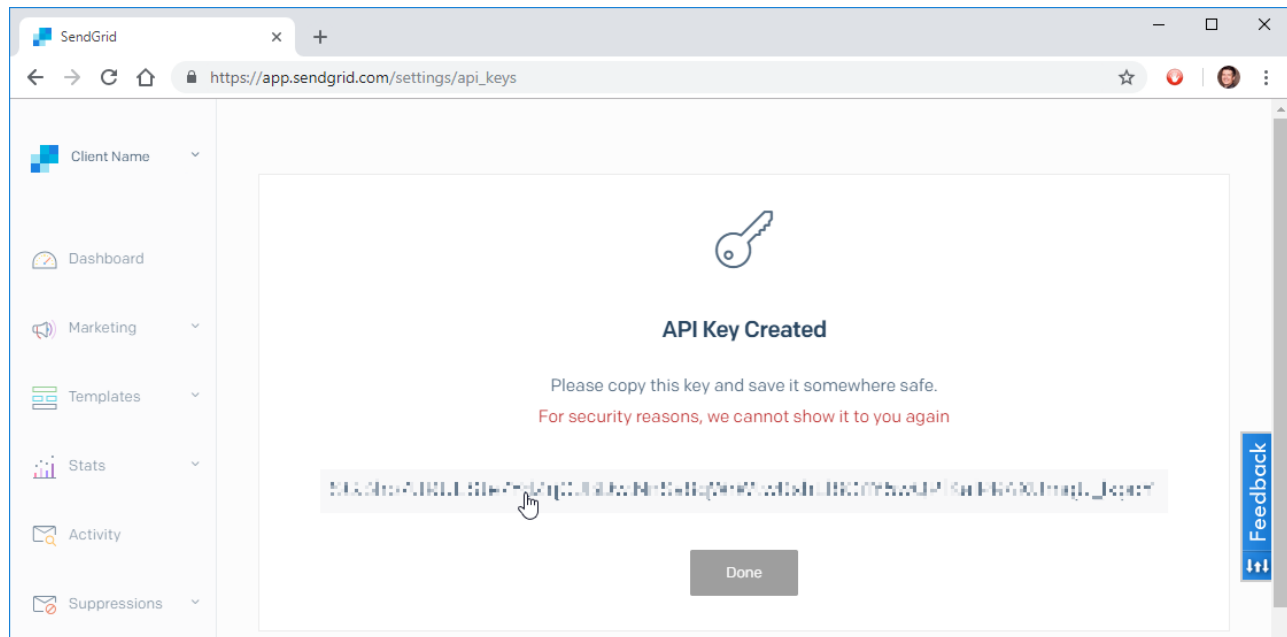 SendGrid
https://app.sendgrid.com/settings/api_keys
Client Name
Dashboard
Marketing
Templates
Stats
Activity
Suppressions
API Key Created
Please copy this key and save it somewhere safe.
For security reasons, we cannot show it to you again
Done
Feedback